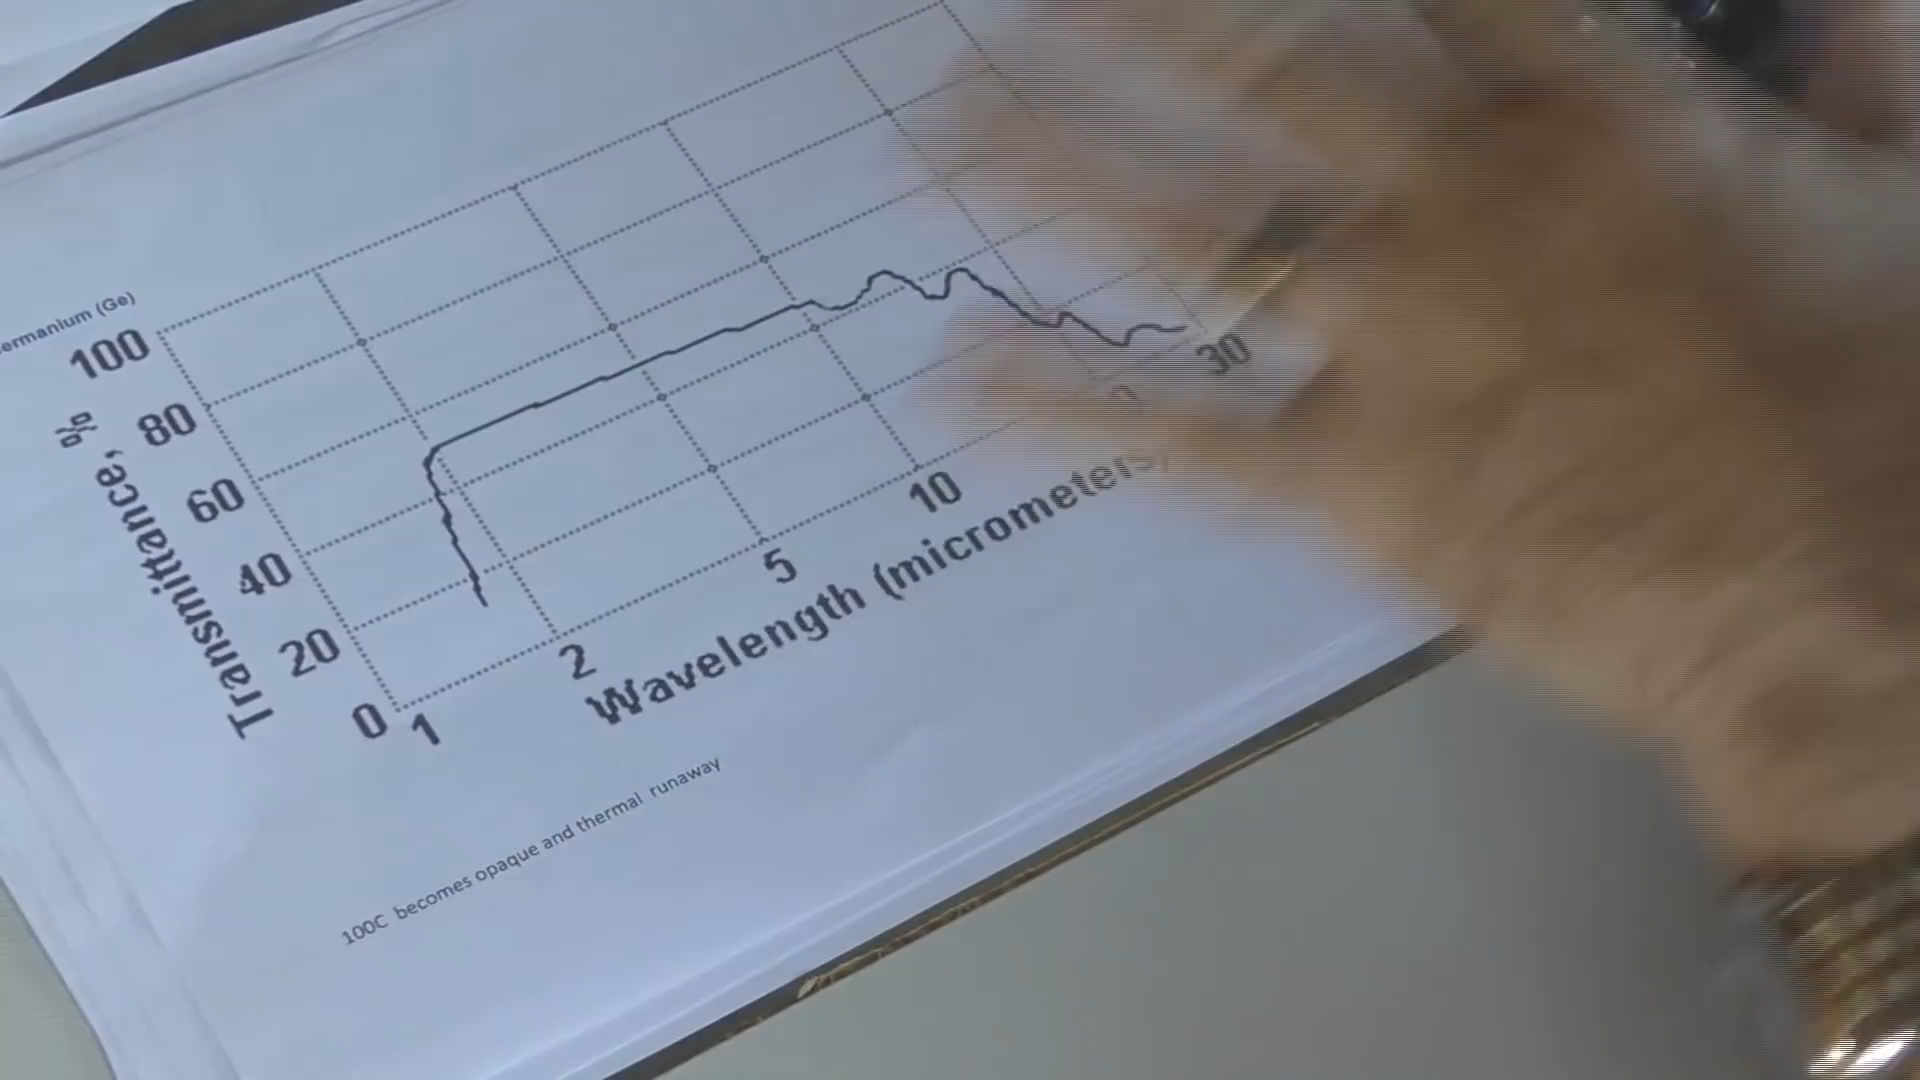 ermanium (Ge)
100
80
60
40
20
0
Transmittance, %
1
2
5
10
30
Wavelength (micrometers)
100C becomes opaque and thermal runaway